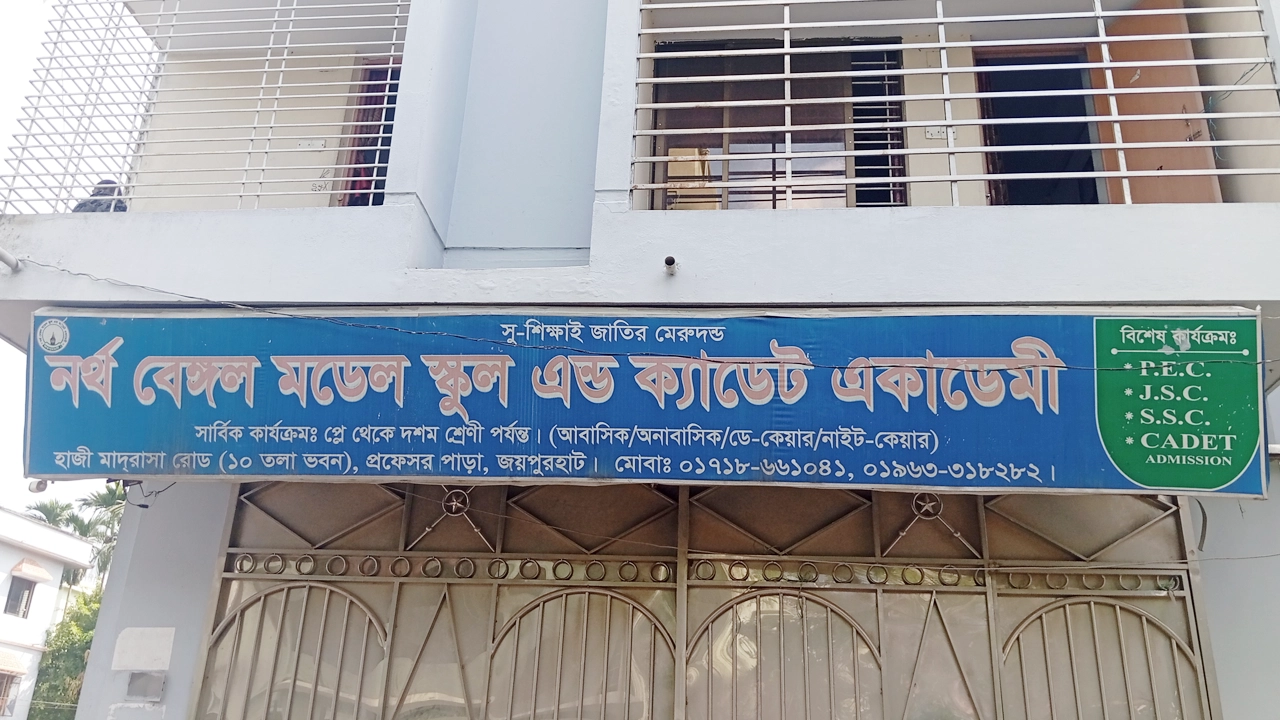 সু-শিক্ষাই জাতির মেরুদন্ড
নর্থ বেঙ্গল মডেল স্কুল এন্ড ক্যাডেট একাডেমী
সার্বিক কার্যক্রমঃ প্লে থেকে দশম শ্রেণী পর্যন্ত। (আবাসিক/অনাবাসিক/ডে-কেয়ার/নাইট-কেয়ার)
হাজী মাদ্রাসা রোড (১০ তলা ভবন), প্রফেসর পাড়া, জয়পুরহাট। মোবাঃ ০১৭১৮-৬৬১০৪১, ০১৯৬৩-৩১৮২৮২।
বিশেষ কার্যক্রমঃ
* P.E.C.
* J.S.C.
* S.S.C.
* CADET
ADMISSION